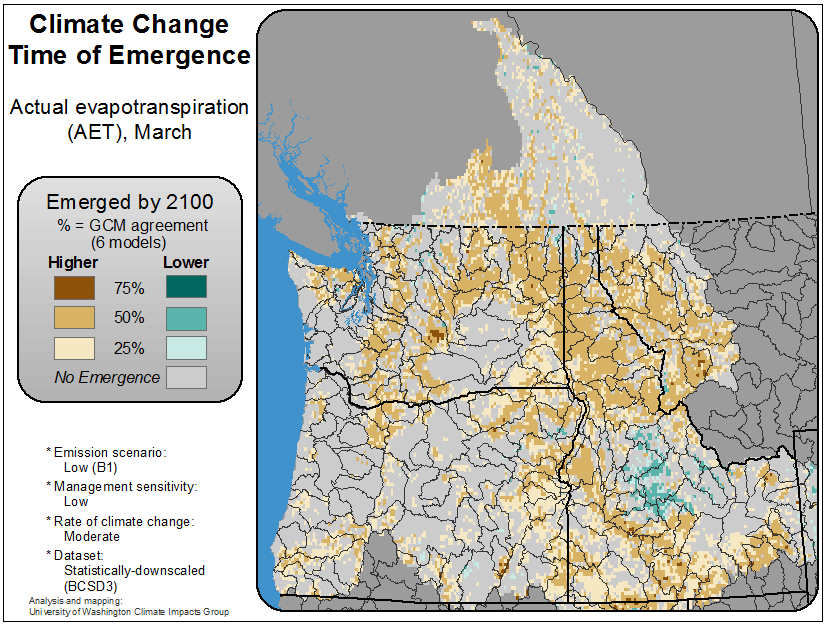 Climate Change
Time of Emergence
Actual evapotranspiration
(AET), March
Emerged by 2100
% = GCM agreement
(6 models)
Higher Lower
75%
50%
25%
No Emergence
* Emission scenario:
Low (B1)
* Management sensitivity:
Low
* Rate of climate change:
Moderate
* Dataset:
Statistically-downscaled
(BCSD3)
Analysis and mapping:
University of Washington Climate Impacts Group